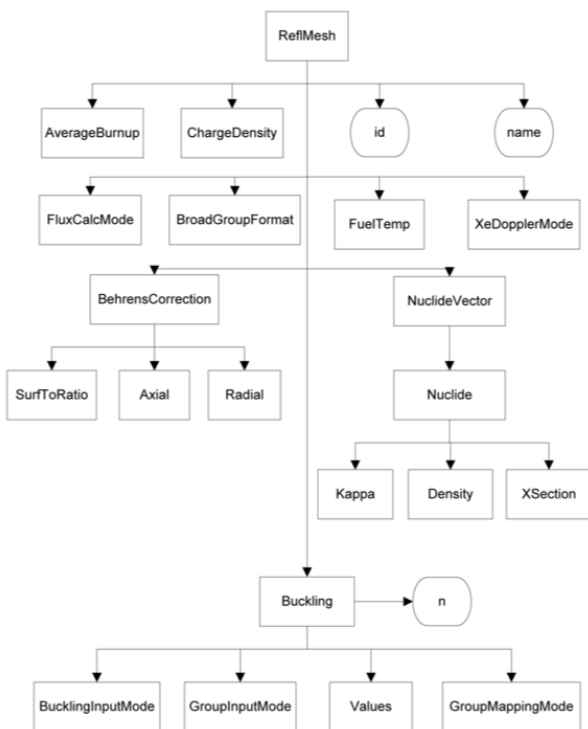 ReflMesh
AverageBurnup
ChargeDensity
id
name
FluxCalcMode
BroadGroupFormat
FuelTemp
XeDopplerMode
BehrensCorrection
NuclideVector
SurfToRatio
Axial
Radial
Nuclide
Kappa
Density
XSection
Buckling
n
BucklingInputMode
GroupInputMode
Values
GroupMappingMode